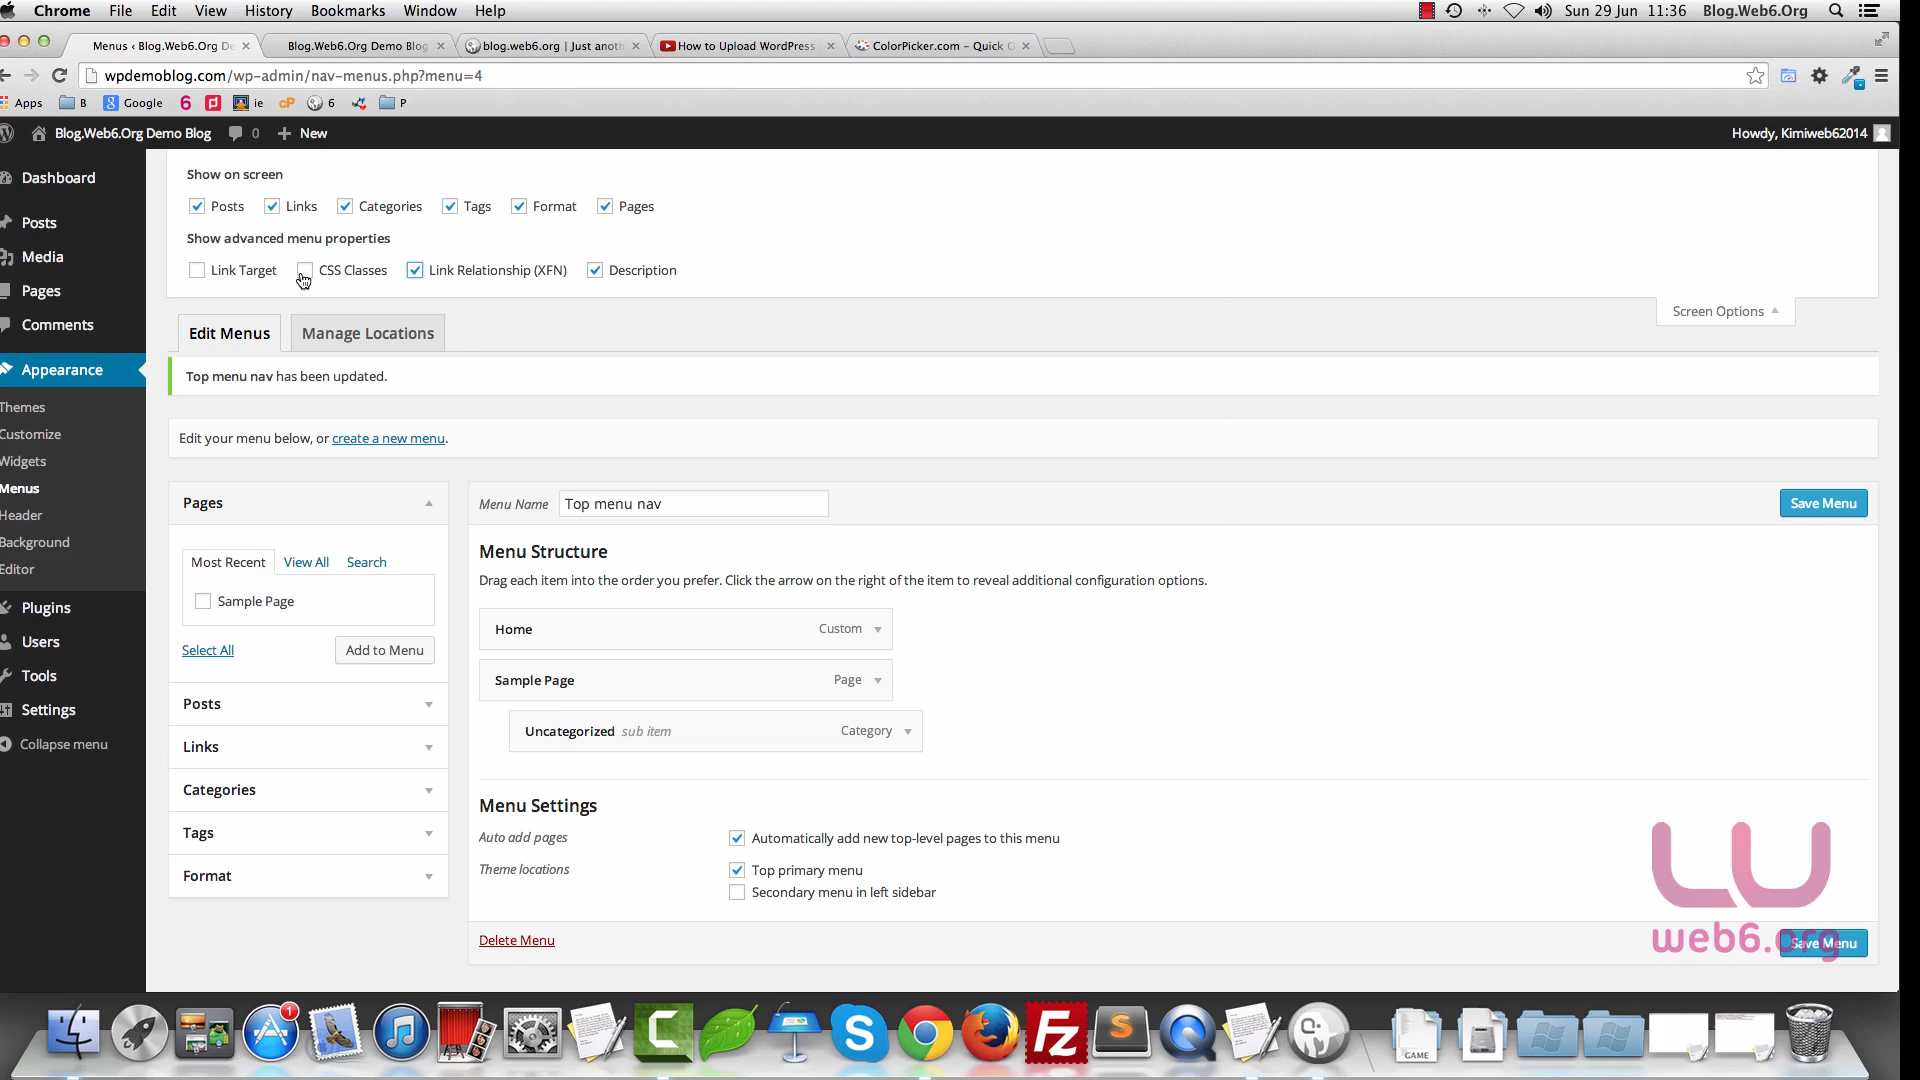 Chrome File Edit View History Bookmarks Window Help Sun 29 Jun 11:36 Blog.Web6.Org
Menus ‹ Blog.Web6.Org De Blog.Web6.Org Demo Blog blog.web6.org | Just anoth How to Upload WordPress ColorPicker.com – Quick O
wpdemoblog.com/wp-admin/nav-menus.php?menu=4
Apps B Google 6 ie cP 6 P
Blog.Web6.Org Demo Blog 0 + New Howdy, Kimiweb62014
Dashboard
Posts
Media
Pages
Comments
Appearance
Themes
Customize
Widgets
Menus
Header
Background
Editor
Plugins
Users
Tools
Settings
Collapse menu
Show on screen
Posts Links Categories Tags Format Pages
Show advanced menu properties
Link Target CSS Classes Link Relationship (XFN) Description
Screen Options
Edit Menus Manage Locations
Top menu nav has been updated.
Edit your menu below, or create a new menu.
Pages
Most Recent View All Search
Sample Page
Select All Add to Menu
Posts
Links
Categories
Tags
Format
Menu Name Top menu nav Save Menu
Menu Structure
Drag each item into the order you prefer. Click the arrow on the right of the item to reveal additional configuration options.
Home Custom
Sample Page Page
Uncategorized sub item Category
Menu Settings
Auto add pages Automatically add new top-level pages to this menu
Theme locations Top primary menu
Secondary menu in left sidebar
Delete Menu Save Menu
web6.org
1
C
S
Fz
S
GAME